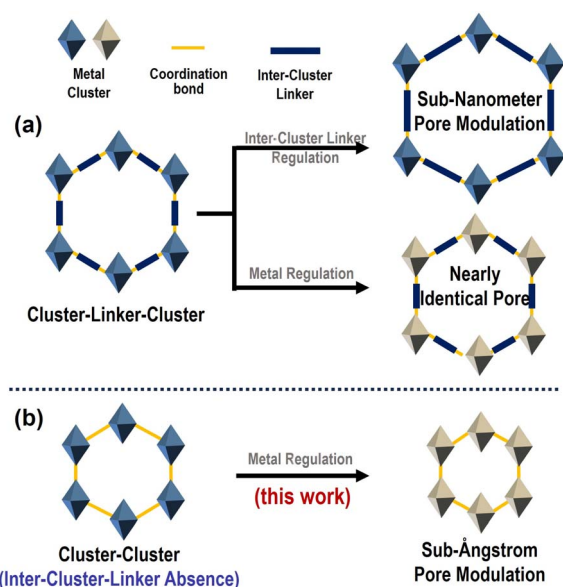 Metal
Cluster
Coordination
bond
Inter-Cluster
Linker
(a)
Inter-Cluster Linker
Regulation
Sub-Nanometer
Pore Modulation
Metal Regulation
Nearly
Identical Pore
Cluster-Linker-Cluster
(b)
Metal Regulation
(this work)
Cluster-Cluster
(Inter-Cluster-Linker Absence)
Sub-Ångstrom
Pore Modulation